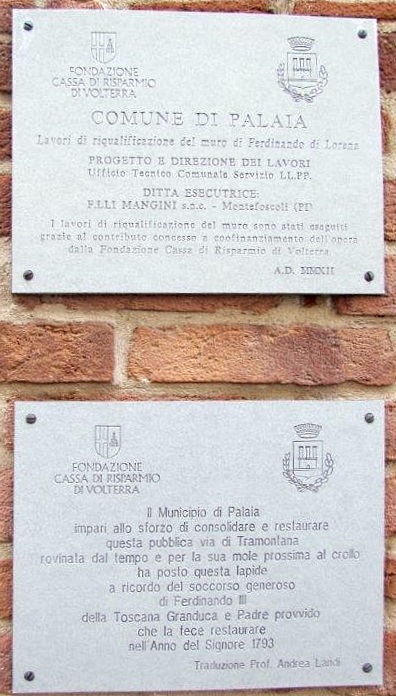 FONDAZIONE
CASSA DI RISPARMIO
DI VOLTERRA
COMUNE DI PALAIA
Lavori di riqualificazione del muro di Ferdinando di Lorena
PROGETTO E DIREZIONE DEI LAVORI
Ufficio Tecnico Comunale Servizio LL.PP.
DITTA ESECUTRICE:
F.LLI MANGINI s.n.c. - Montefoscoli (PI)
I lavori di riqualificazione del muro sono stati eseguiti
grazie al contributo concesso a cofinanziamento dell'opera
dalla Fondazione Cassa di Risparmio di Volterra
A.D. MMXII
FONDAZIONE
CASSA DI RISPARMIO
DI VOLTERRA
Il Municipio di Palaia
impari allo sforzo di consolidare e restaurare
questa pubblica via di Tramontana
rovinata dal tempo e per la sua mole prossima al crollo
ha posto questa lapide
a ricordo del soccorso generoso
di Ferdinando III
della Toscana Granduca e Padre provvido
che la fece restaurare
nell'Anno del Signore 1793
Traduzione Prof. Andrea Landi